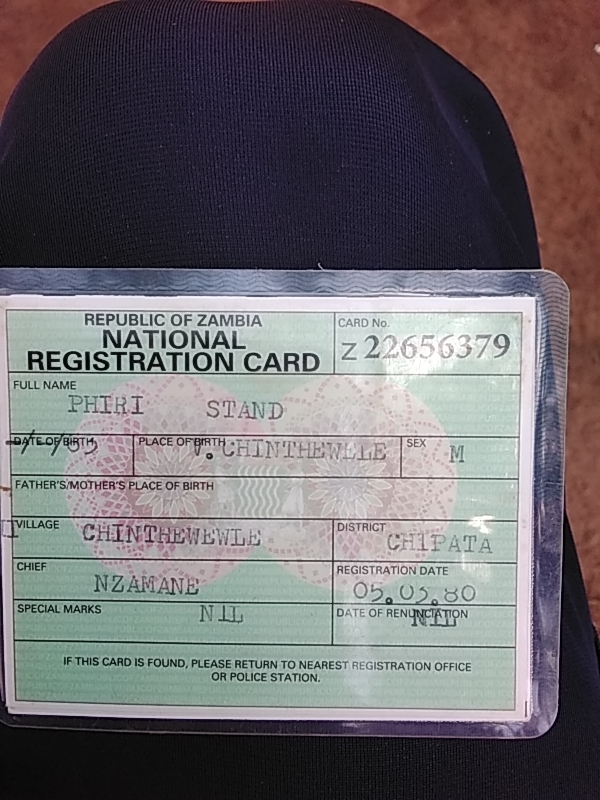 REPUBLIC OF ZAMBIA
NATIONAL
REGISTRATION CARD
CARD No.
Z 22656379
FULL NAME
PHIRI STAND
DATE OF BIRTH
PLACE OF BIRTH
V. CHINTHEWLLE
SEX
M
FATHER'S/MOTHER'S PLACE OF BIRTH
VILLAGE
CHINTHEWEWLE
DISTRICT
CHIPATA
CHIEF
NZAMANE
REGISTRATION DATE
05.03.80
SPECIAL MARKS
NIL
DATE OF RENUNCIATION
NIL
IF THIS CARD IS FOUND, PLEASE RETURN TO NEAREST REGISTRATION OFFICE
OR POLICE STATION.